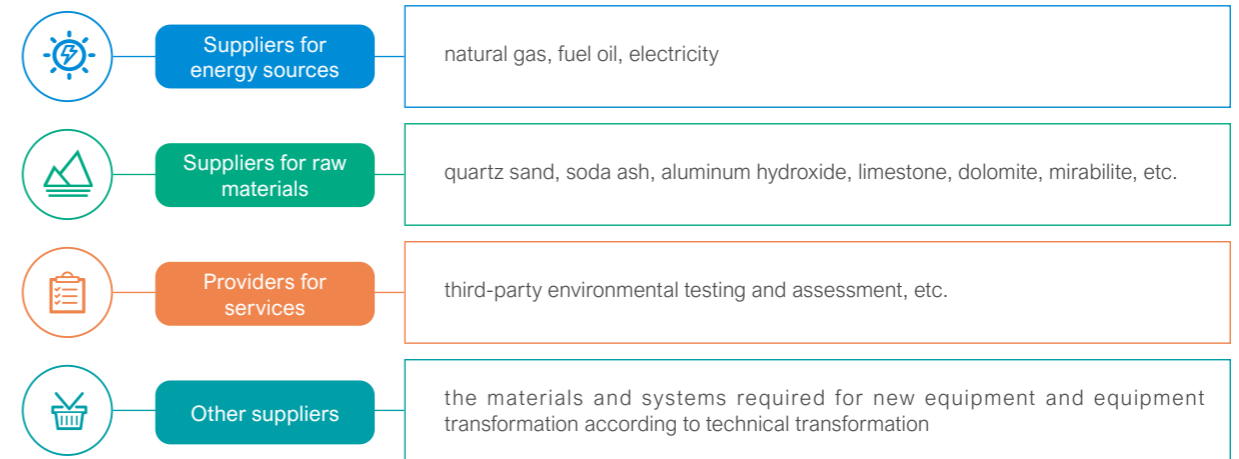 Suppliers for
energy sources
natural gas, fuel oil, electricity
Suppliers for raw
materials
quartz sand, soda ash, aluminum hydroxide, limestone, dolomite, mirabilite, etc.
Providers for
services
third-party environmental testing and assessment, etc.
Other suppliers
the materials and systems required for new equipment and equipment
transformation according to technical transformation